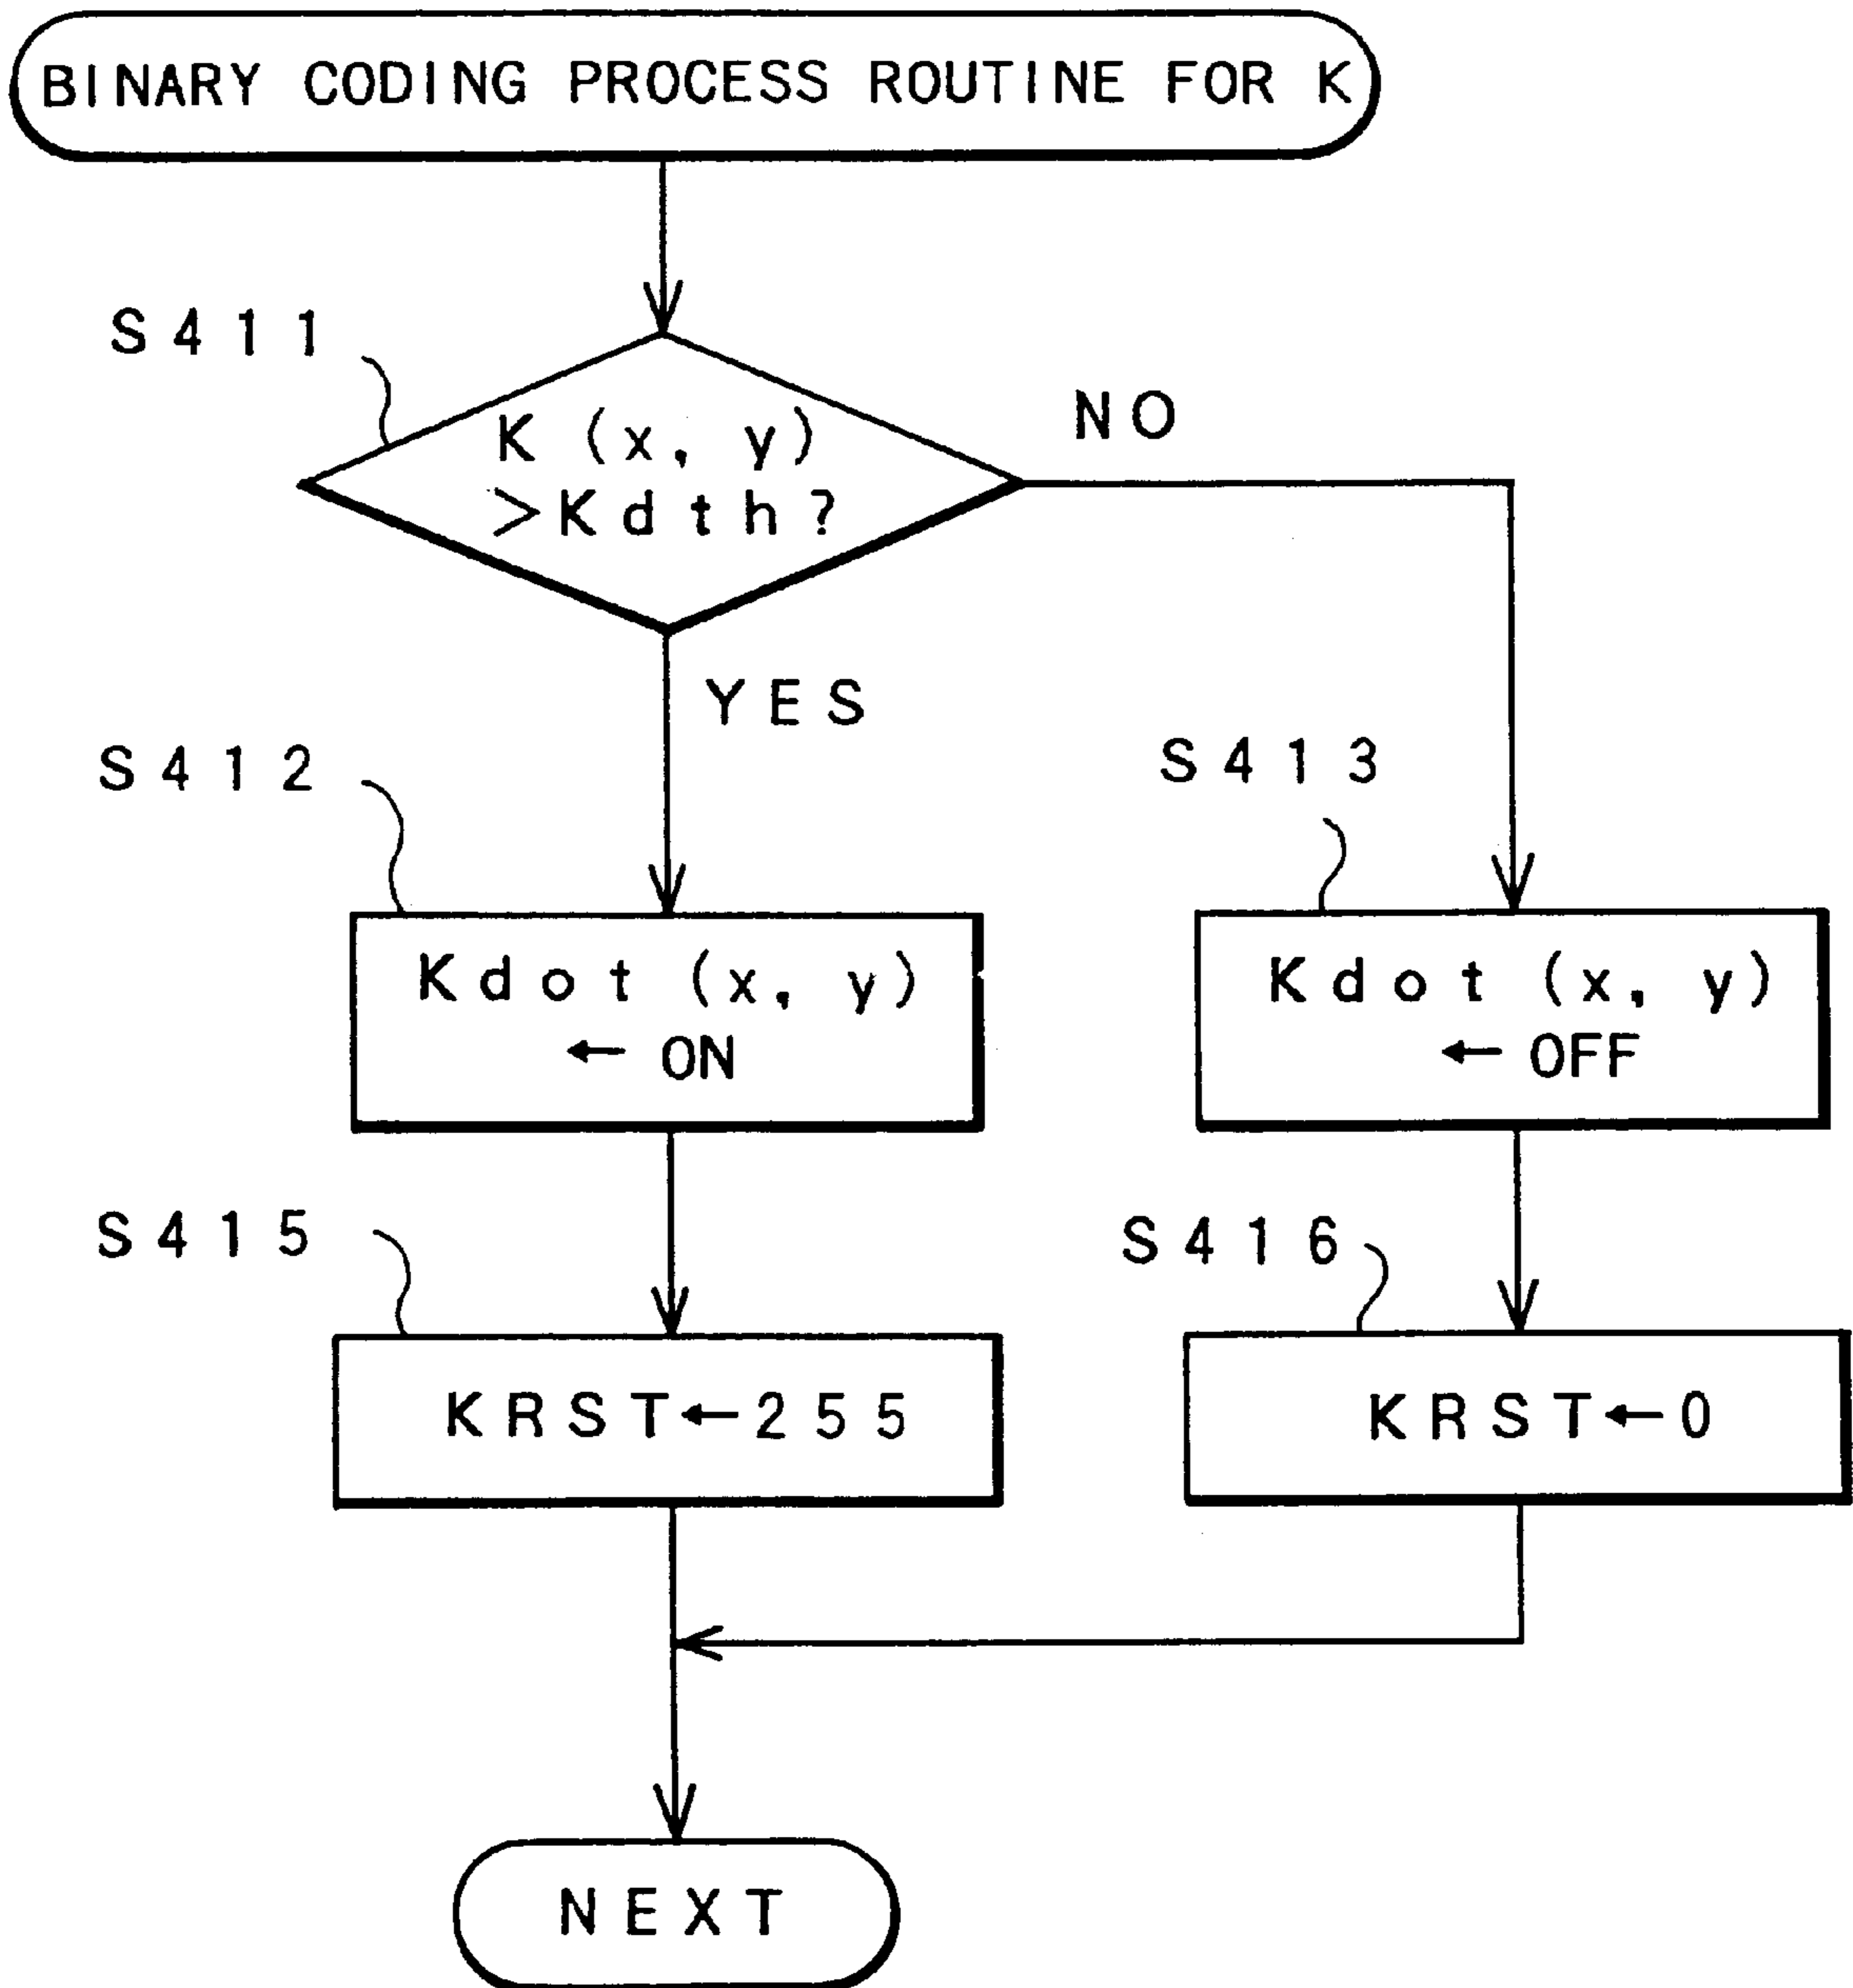 BINARY CODING PROCESS ROUTINE FOR K
S411
K (x, y)
>Kdth?
NO
YES
S412
S413
Kdot (x, y)
← ON
Kdot (x, y)
← OFF
S415
S416
KRST←255
KRST←0
NEXT